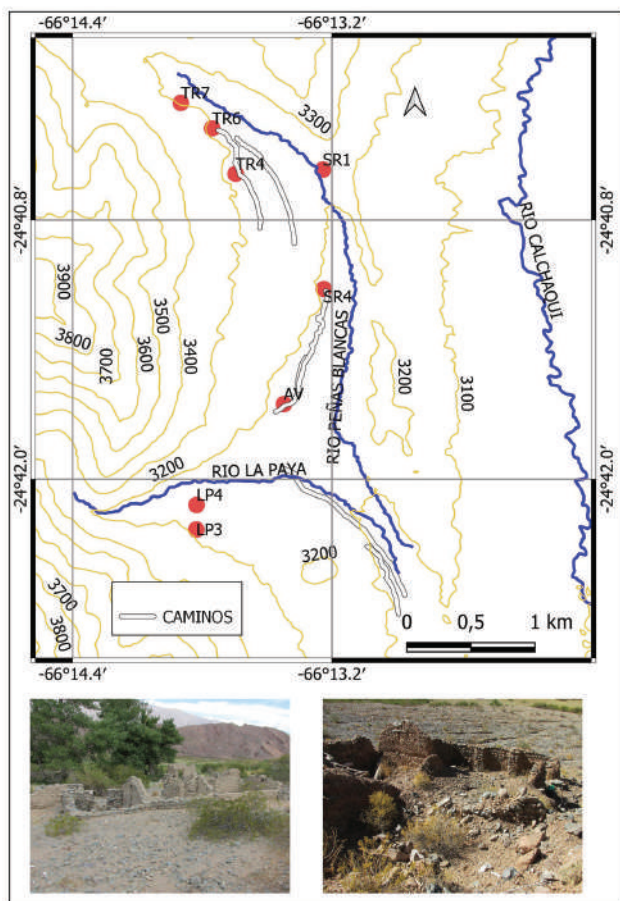 -66°14.4′
-66°13.2′
TR7
TR6
3300
TR4
SR1
-24°40.8′
-24°40.8′
RIO CALCHAQUI
3900
3800
3700
3600
3500
3400
SR4
RIO PEÑAS BLANCAS
3200
3100
AV
3200
RIO LA PAYA
-24°42.0′
-24°42.0′
LP4
LP3
3200
3700
3800
CAMINOS
0 0,5 1 km
-66°14.4′
-66°13.2′